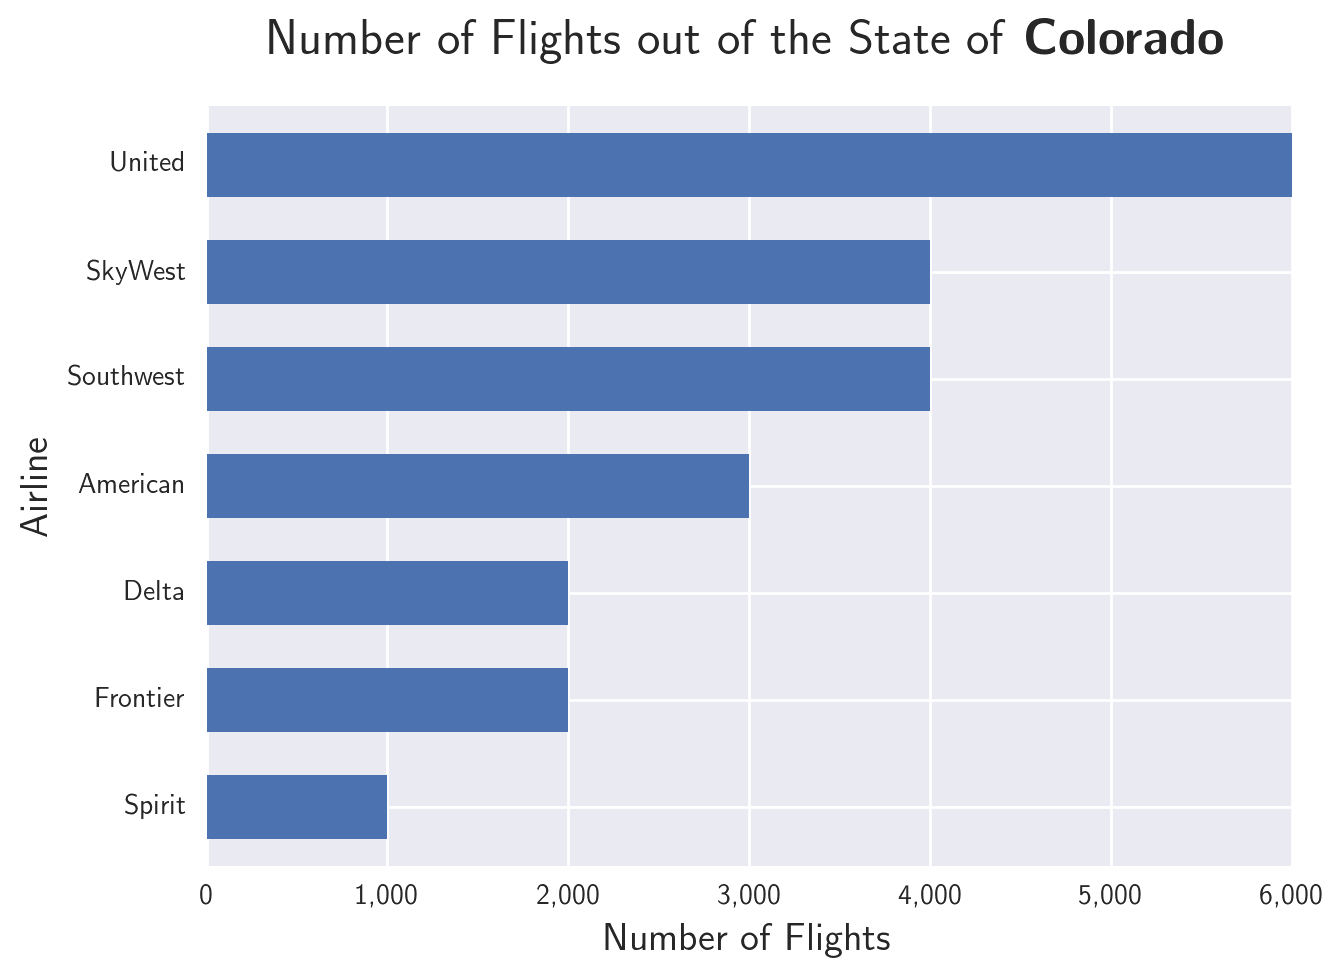 Number of Flights out of the State of Colorado
United
SkyWest
Southwest
American
Delta
Frontier
Spirit
Airline
0 1,000 2,000 3,000 4,000 5,000 6,000
Number of Flights